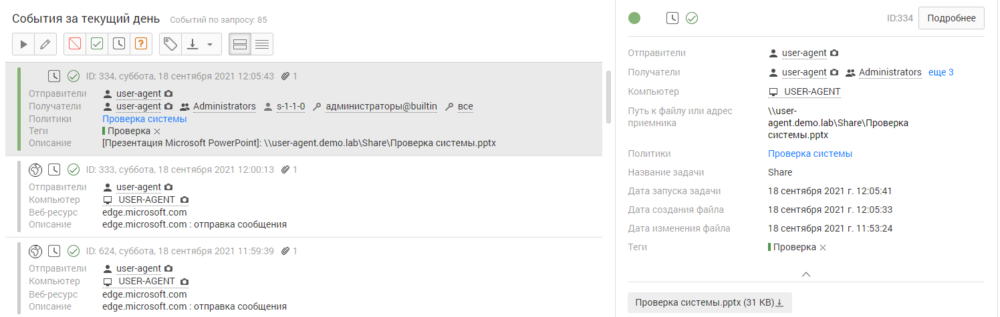 События за текущий день Событий по запросу: 85
ID: 334, суббота, 18 сентября 2021 12:05:43 1
Отправители user-agent
Получатели user-agent Administrators s-1-1-0 администраторы@builtin все
Политики Проверка системы
Теги Проверка ×
Описание [Презентация Microsoft PowerPoint]: \\user-agent.demo.lab\Share\Проверка системы.pptx
ID: 333, суббота, 18 сентября 2021 12:00:13 1
Отправители user-agent
Компьютер USER-AGENT
Веб-ресурс edge.microsoft.com
Описание edge.microsoft.com : отправка сообщения
ID: 624, суббота, 18 сентября 2021 11:59:39 1
Отправители user-agent
Компьютер USER-AGENT
Веб-ресурс edge.microsoft.com
Описание edge.microsoft.com : отправка сообщения
ID:334 Подробнее
Отправители user-agent
Получатели user-agent Administrators еще 3
Компьютер USER-AGENT
Путь к файлу или адрес \\user-
приемника agent.demo.lab\Share\Проверка
системы.pptx
Политики Проверка системы
Название задачи Share
Дата запуска задачи 18 сентября 2021 г. 12:05:41
Дата создания файла 18 сентября 2021 г. 12:05:33
Дата изменения файла 18 сентября 2021 г. 11:53:24
Теги Проверка ×
Проверка системы.pptx (31 KB)